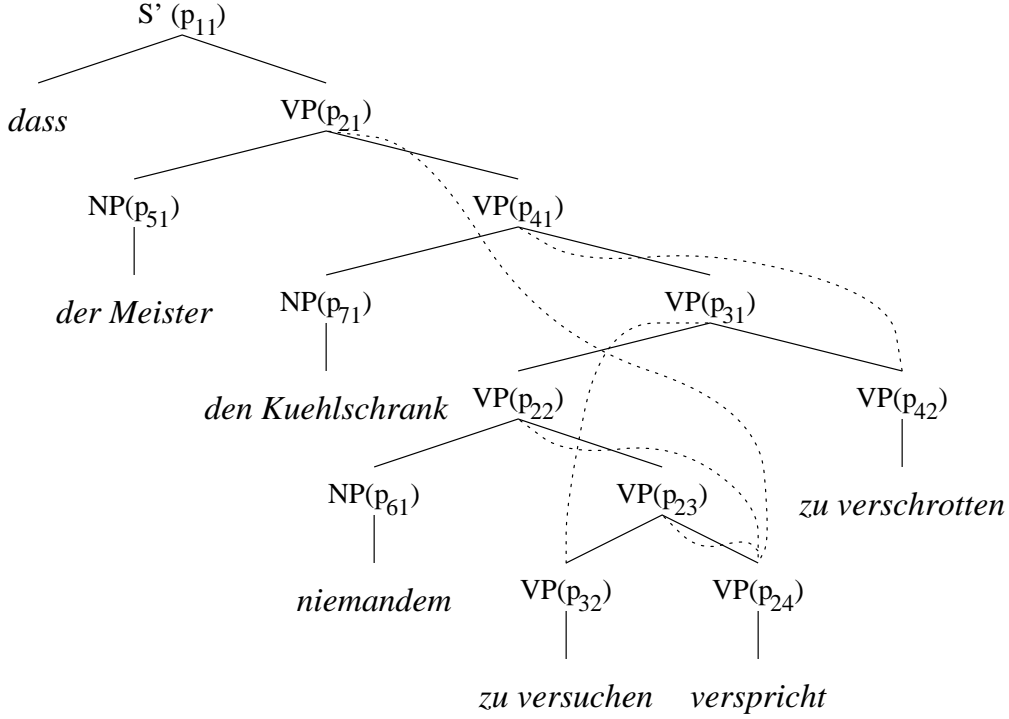 S’ (p11)
dass VP(p21)
NP(p51) VP(p41)
der Meister NP(p71) VP(p31)
den Kuehlschrank VP(p22) VP(p42)
NP(p61) VP(p23) zu verschrotten
niemandem VP(p32) VP(p24)
zu versuchen verspricht